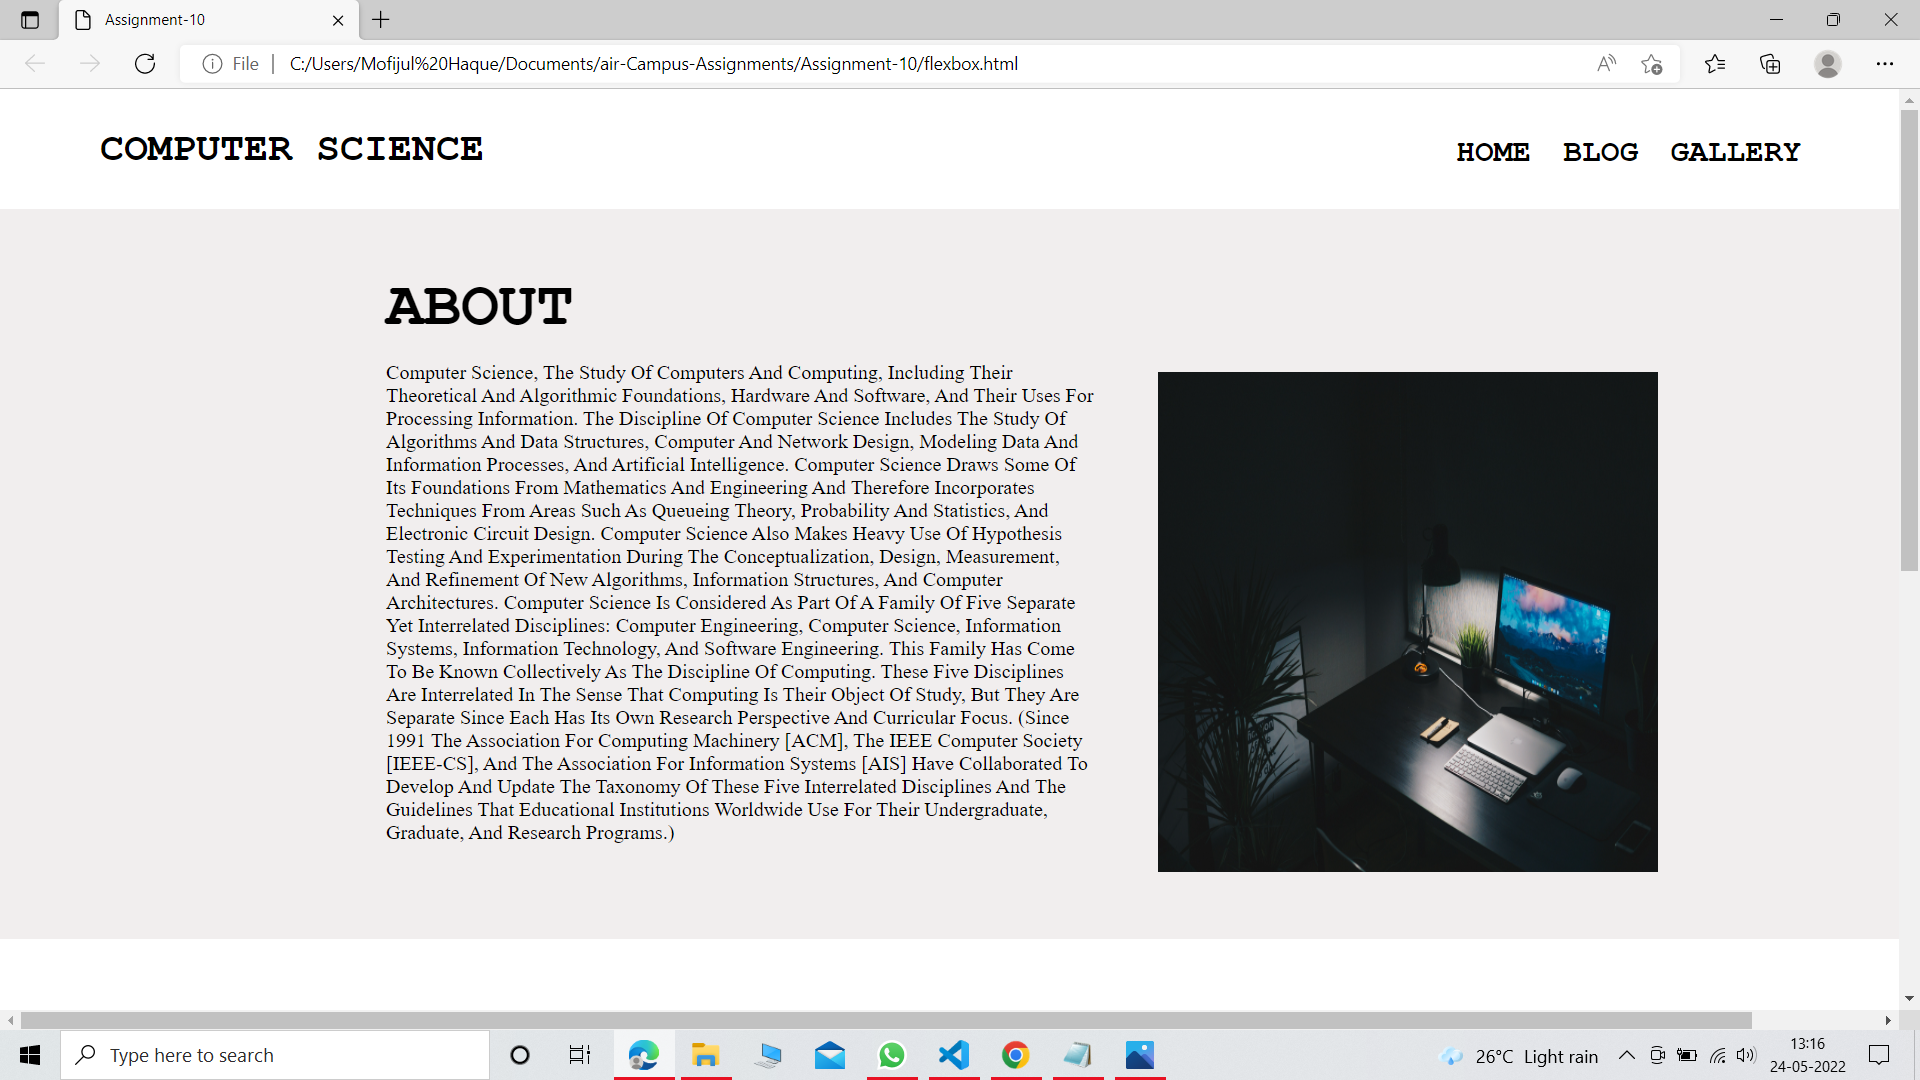 Assignment-10
File
C:/Users/Mofijul%20Haque/Documents/air-Campus-Assignments/Assignment-10/flexbox.html
COMPUTER SCIENCE
HOME BLOG GALLERY
ABOUT
Computer Science, The Study Of Computers And Computing, Including Their
Theoretical And Algorithmic Foundations, Hardware And Software, And Their Uses For
Processing Information. The Discipline Of Computer Science Includes The Study Of
Algorithms And Data Structures, Computer And Network Design, Modeling Data And
Information Processes, And Artificial Intelligence. Computer Science Draws Some Of
Its Foundations From Mathematics And Engineering And Therefore Incorporates
Techniques From Areas Such As Queueing Theory, Probability And Statistics, And
Electronic Circuit Design. Computer Science Also Makes Heavy Use Of Hypothesis
Testing And Experimentation During The Conceptualization, Design, Measurement,
And Refinement Of New Algorithms, Information Structures, And Computer
Architectures. Computer Science Is Considered As Part Of A Family Of Five Separate
Yet Interrelated Disciplines: Computer Engineering, Computer Science, Information
Systems, Information Technology, And Software Engineering. This Family Has Come
To Be Known Collectively As The Discipline Of Computing. These Five Disciplines
Are Interrelated In The Sense That Computing Is Their Object Of Study, But They Are
Separate Since Each Has Its Own Research Perspective And Curricular Focus. (Since
1991 The Association For Computing Machinery [ACM], The IEEE Computer Society
[IEEE-CS], And The Association For Information Systems [AIS] Have Collaborated To
Develop And Update The Taxonomy Of These Five Interrelated Disciplines And The
Guidelines That Educational Institutions Worldwide Use For Their Undergraduate,
Graduate, And Research Programs.)
Type here to search
26°C Light rain
13:16
24-05-2022